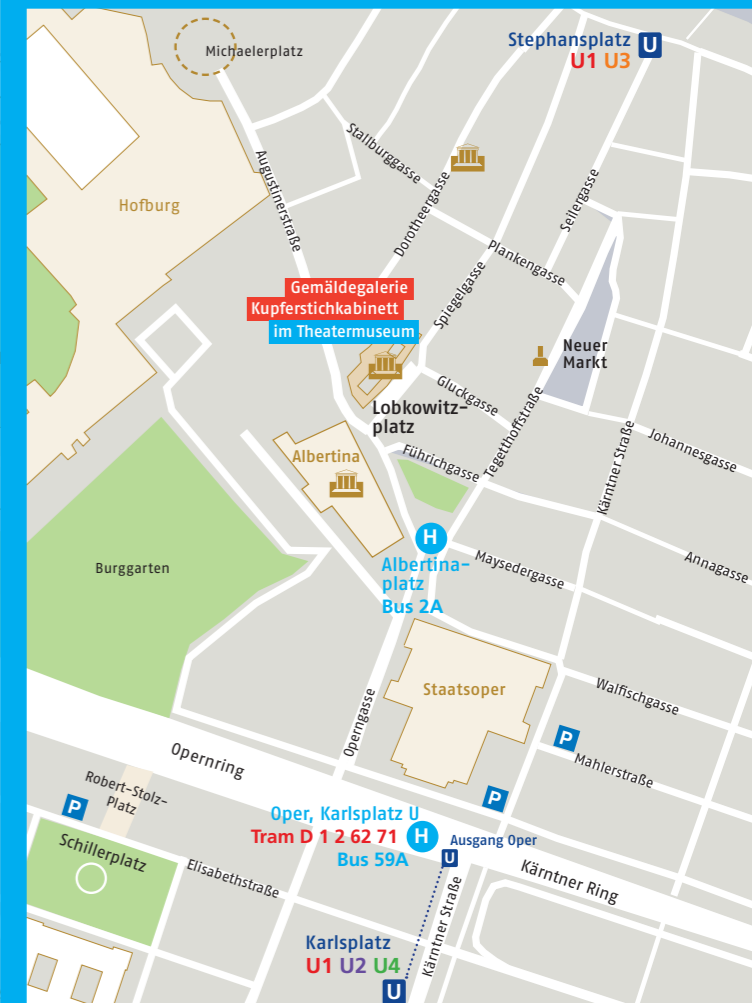 Michaelerplatz
Stephansplatz U
U1 U3
Stallburggasse
Augustinerstraße
Dorotheergasse
Seilergasse
Hofburg
Plankengasse
Spiegelgasse
Gemäldegalerie
Kupferstichkabinett
im Theatermuseum
Neuer
Markt
Gluckgasse
Lobkowitz-
platz
Tegetthoffstraße
Kärntner Straße
Johannesgasse
Albertina
Führichgasse
H
Albertina-
platz
Bus 2A
Maysedergasse
Annagasse
Burggarten
Staatsoper
Walfischgasse
Operngasse
P
Opernring
Mahlerstraße
Robert-Stolz-
Platz
P
P
Oper, Karlsplatz U
Tram D 1 2 62 71
H
Bus 59A
Ausgang Oper
U
Schillerplatz
Elisabethstraße
Kärntner Ring
Kärntner Straße
Karlsplatz
U1 U2 U4
U